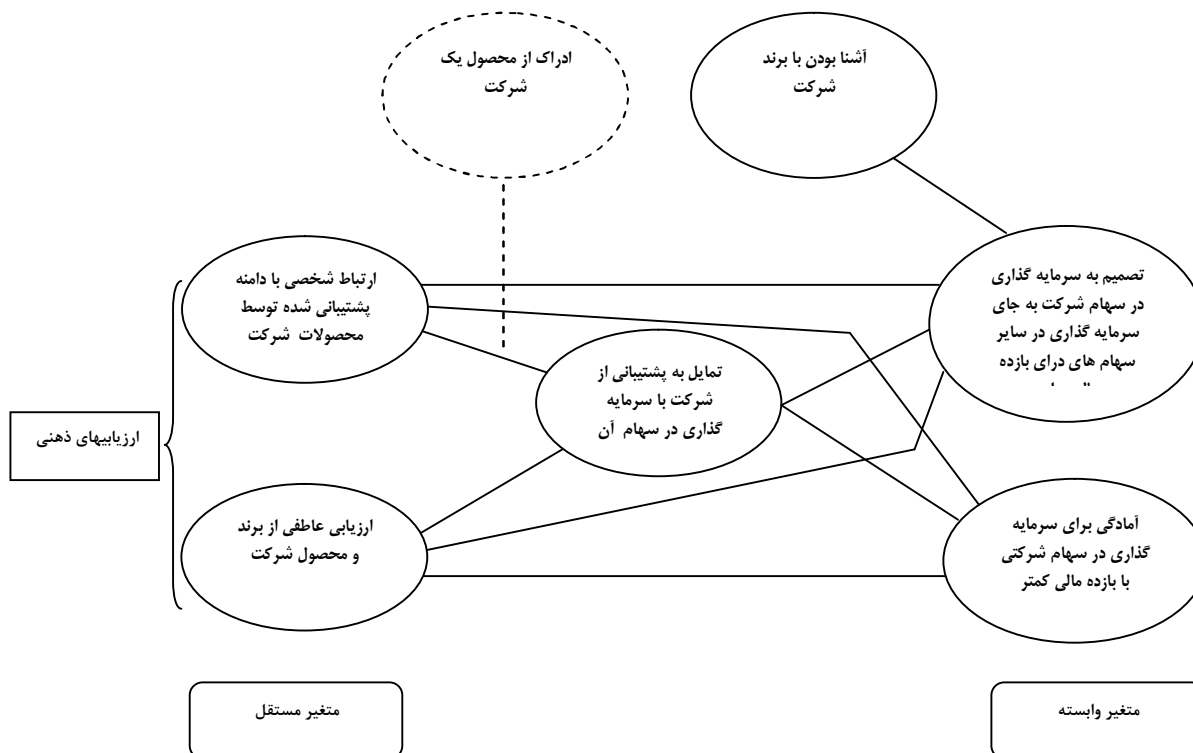 ادراک از محصول یک
شرکت
آشنا بودن با برند
شرکت
ارتباط شخصی با دامنه
پشتیبانی شده توسط
محصولات شرکت
تصمیم به سرمایه گذاری
در سهام شرکت به جای
سرمایه گذاری در سایر
سهام های درای بازده
تمایل به پشتیبانی از
شرکت با سرمایه
گذاری در سهام آن
ارزیابیهای ذهنی
ارزیابی عاطفی از برند
و محصول شرکت
آمادگی برای سرمایه
گذاری در سهام شرکتی
با بازده مالی کمتر
متغیر مستقل
متغیر وابسته